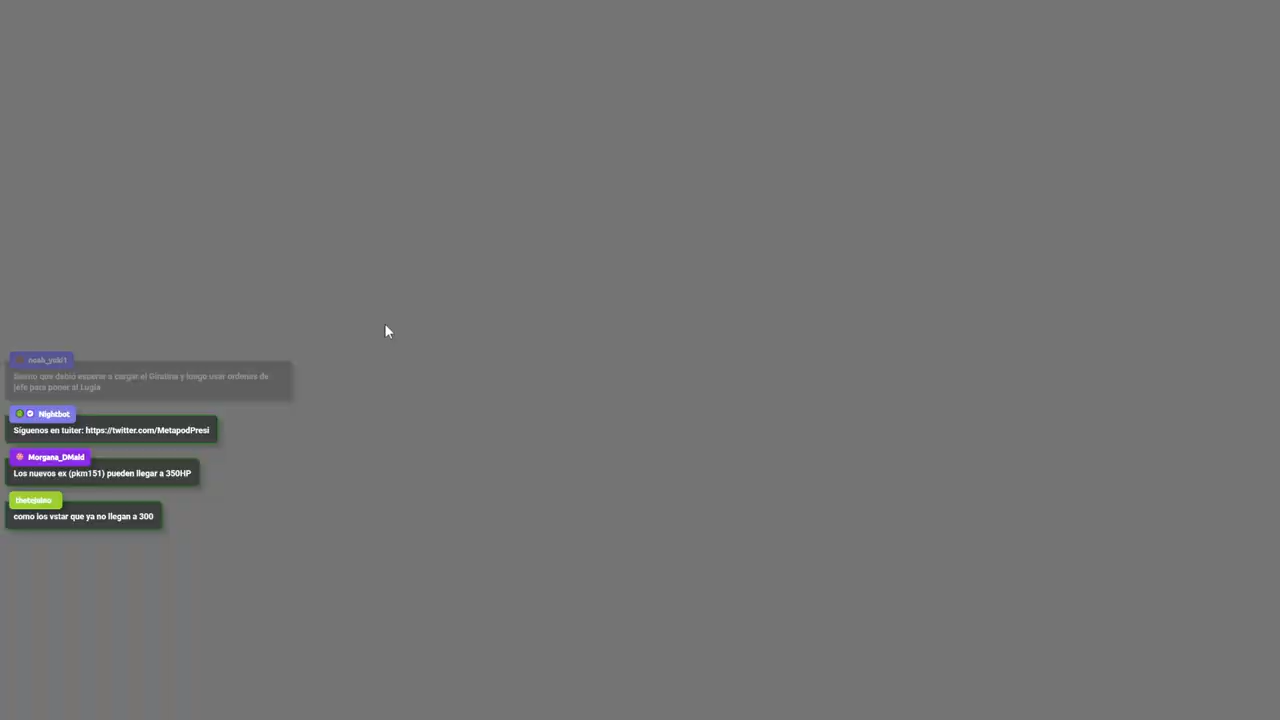 noah_yski1
Siento que debió esperar a cargar el Giratina y luego usar ordenes de
jefe para poner al Lugia
Nightbot
Síguenos en tuiter: https://twitter.com/MetapodPresi
Morgana_DMald
Los nuevos ex (pkm151) pueden llegar a 350HP
como los vstar que ya no llegan a 300